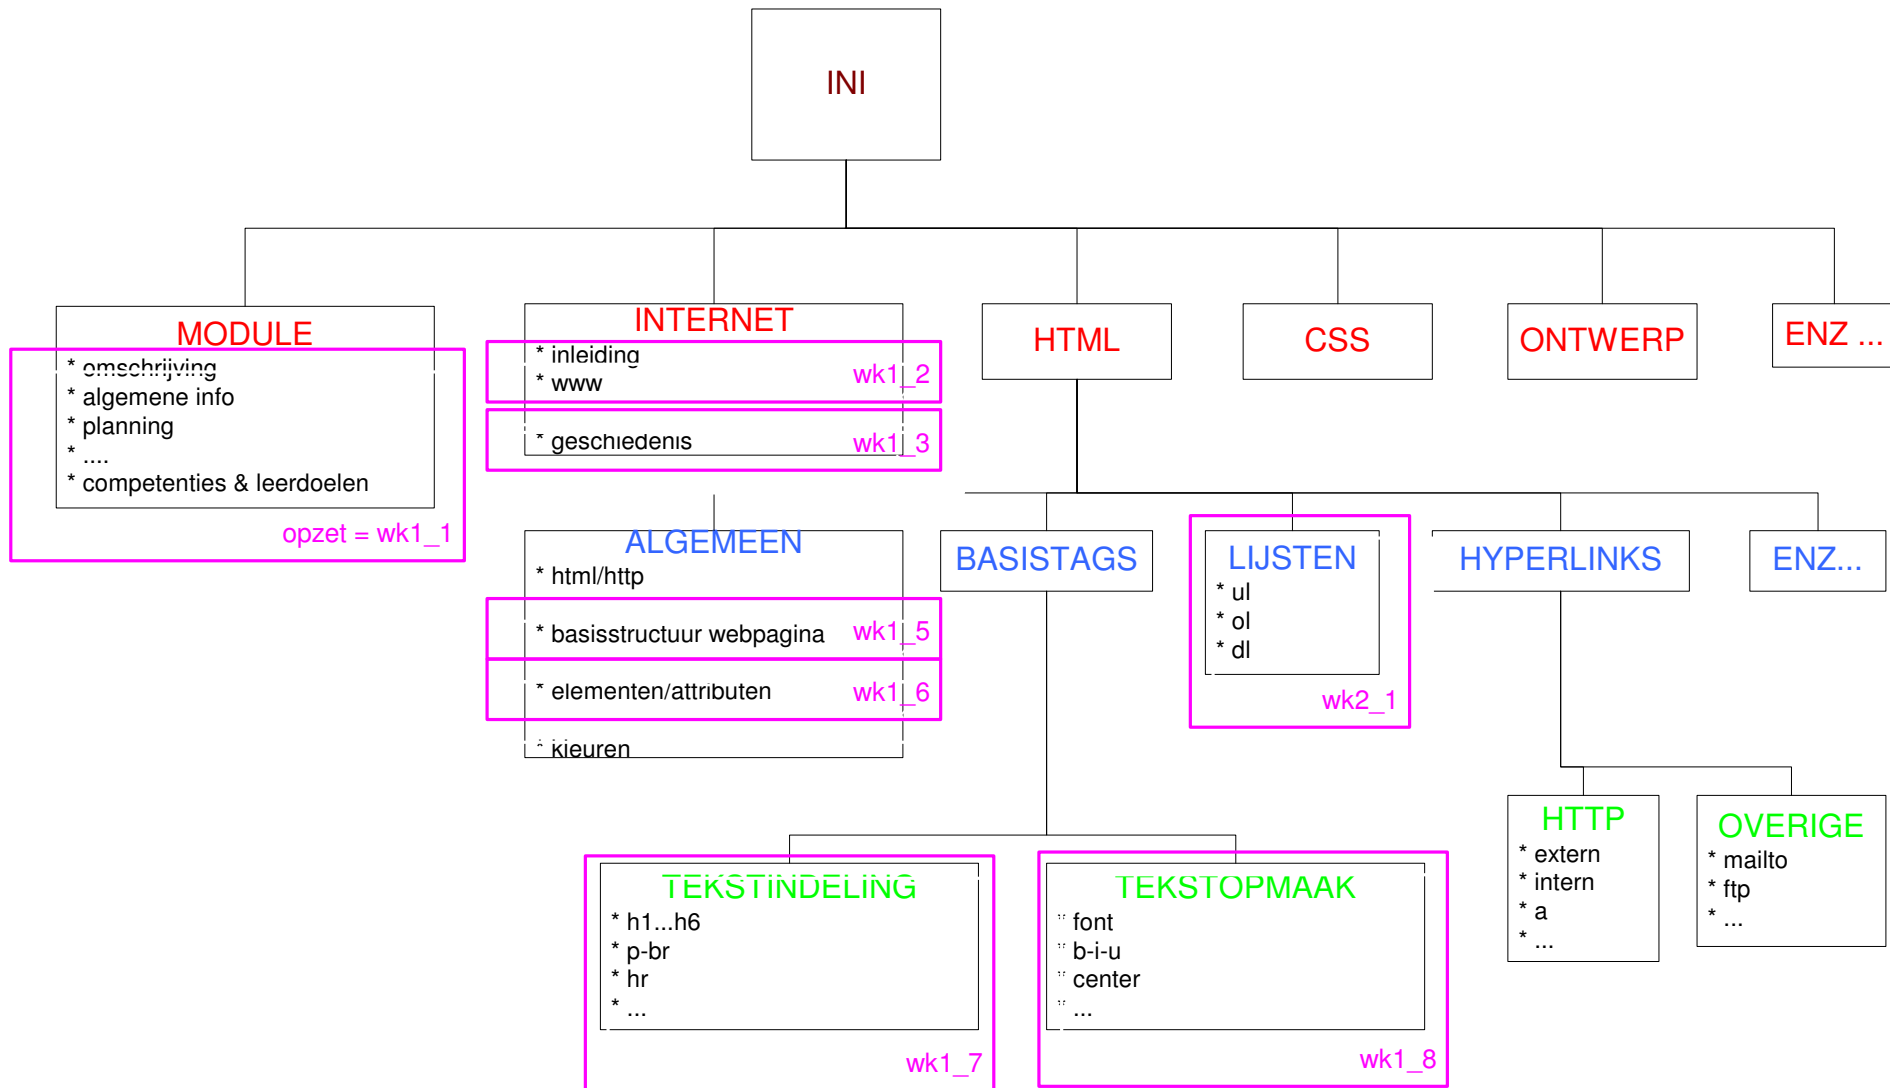 INI
MODULE
* omschrijving
* algemene info
* planning
* ....
* competenties & leerdoelen
opzet = wk1_1
INTERNET
* inleiding
* www
wk1_2
* geschiedenis
wk1_3
HTML
CSS
ONTWERP
ENZ ...
ALGEMEEN
* html/http
* basisstructuur webpagina
wk1_5
* elementen/attributen
wk1_6
* kleuren
BASISTAGS
LIJSTEN
* ul
* ol
* dl
wk2_1
HYPERLINKS
ENZ...
TEKSTINDELING
* h1...h6
* p-br
* hr
* ...
wk1_7
TEKSTOPMAAK
* font
* b-i-u
* center
* ...
wk1_8
HTTP
* extern
* intern
* a
* ...
OVERIGE
* mailto
* ftp
* ...